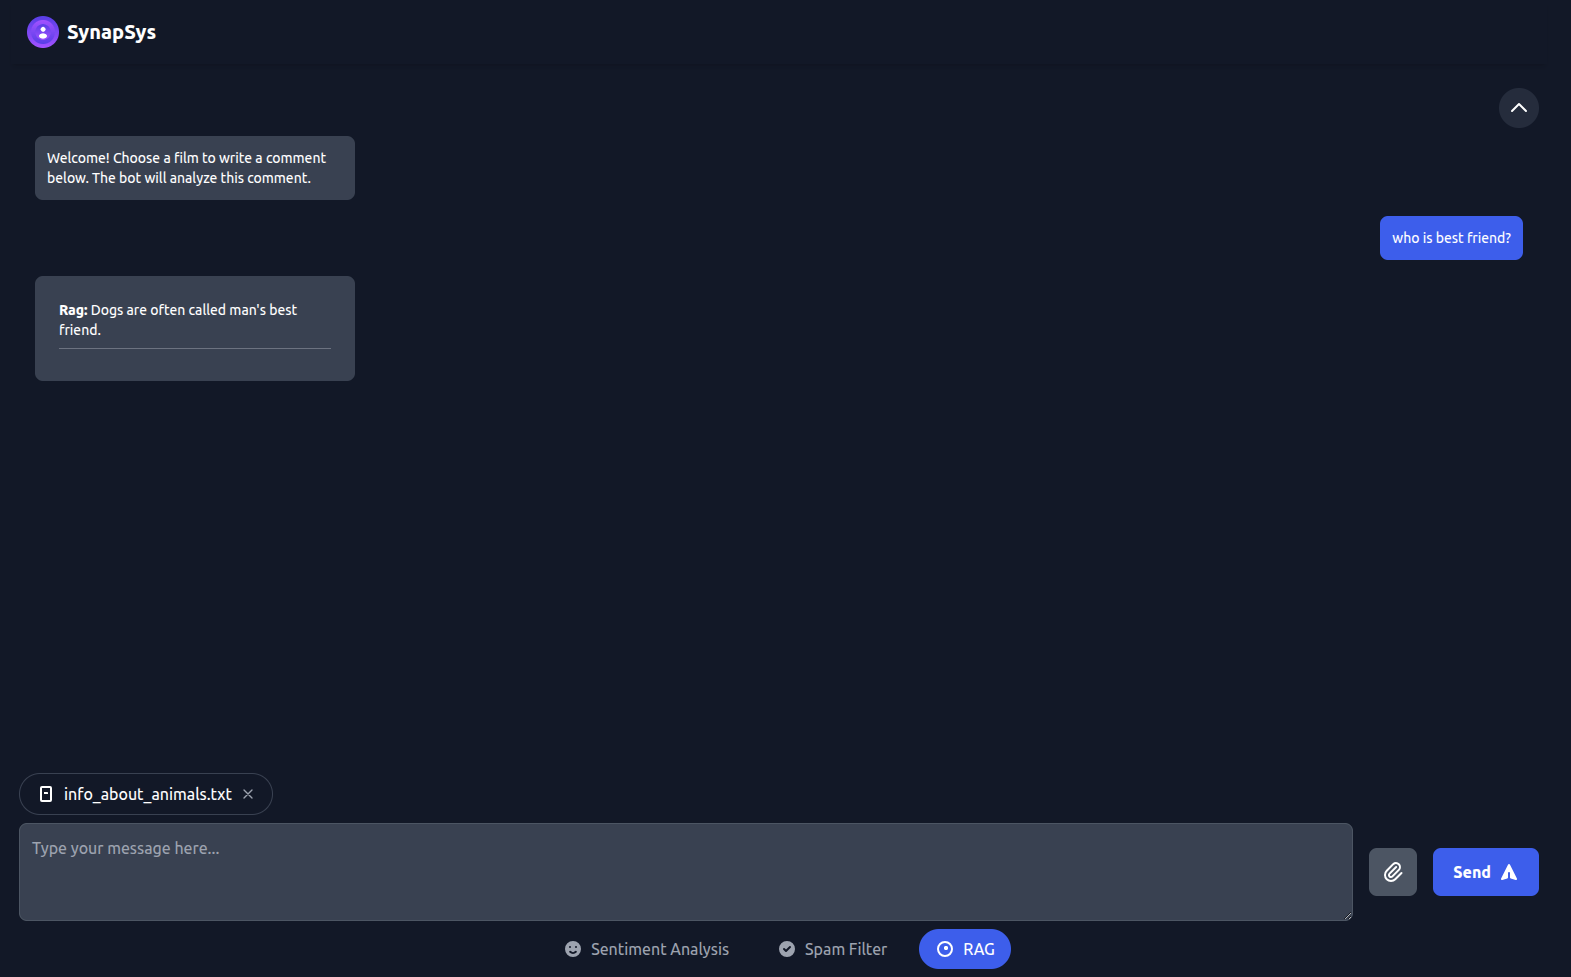 SynapSys
Welcome! Choose a film to write a comment
below. The bot will analyze this comment.
who is best friend?
Rag: Dogs are often called man's best
friend.
info_about_animals.txt
Type your message here...
Send
Sentiment Analysis
Spam Filter
RAG